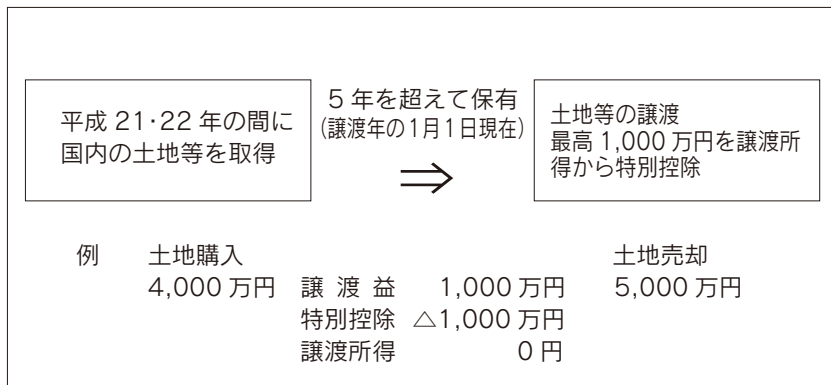 平成 21･22 年の間に
国内の土地等を取得
5 年を超えて保有
(譲渡年の1月1日現在)
⇒
土地等の譲渡
最高 1,000 万円を譲渡所
得から特別控除
例 土地購入 土地売却
4,000 万円 譲 渡 益 1,000 万円 5,000 万円
特別控除 △1,000 万円
譲渡所得 0 円